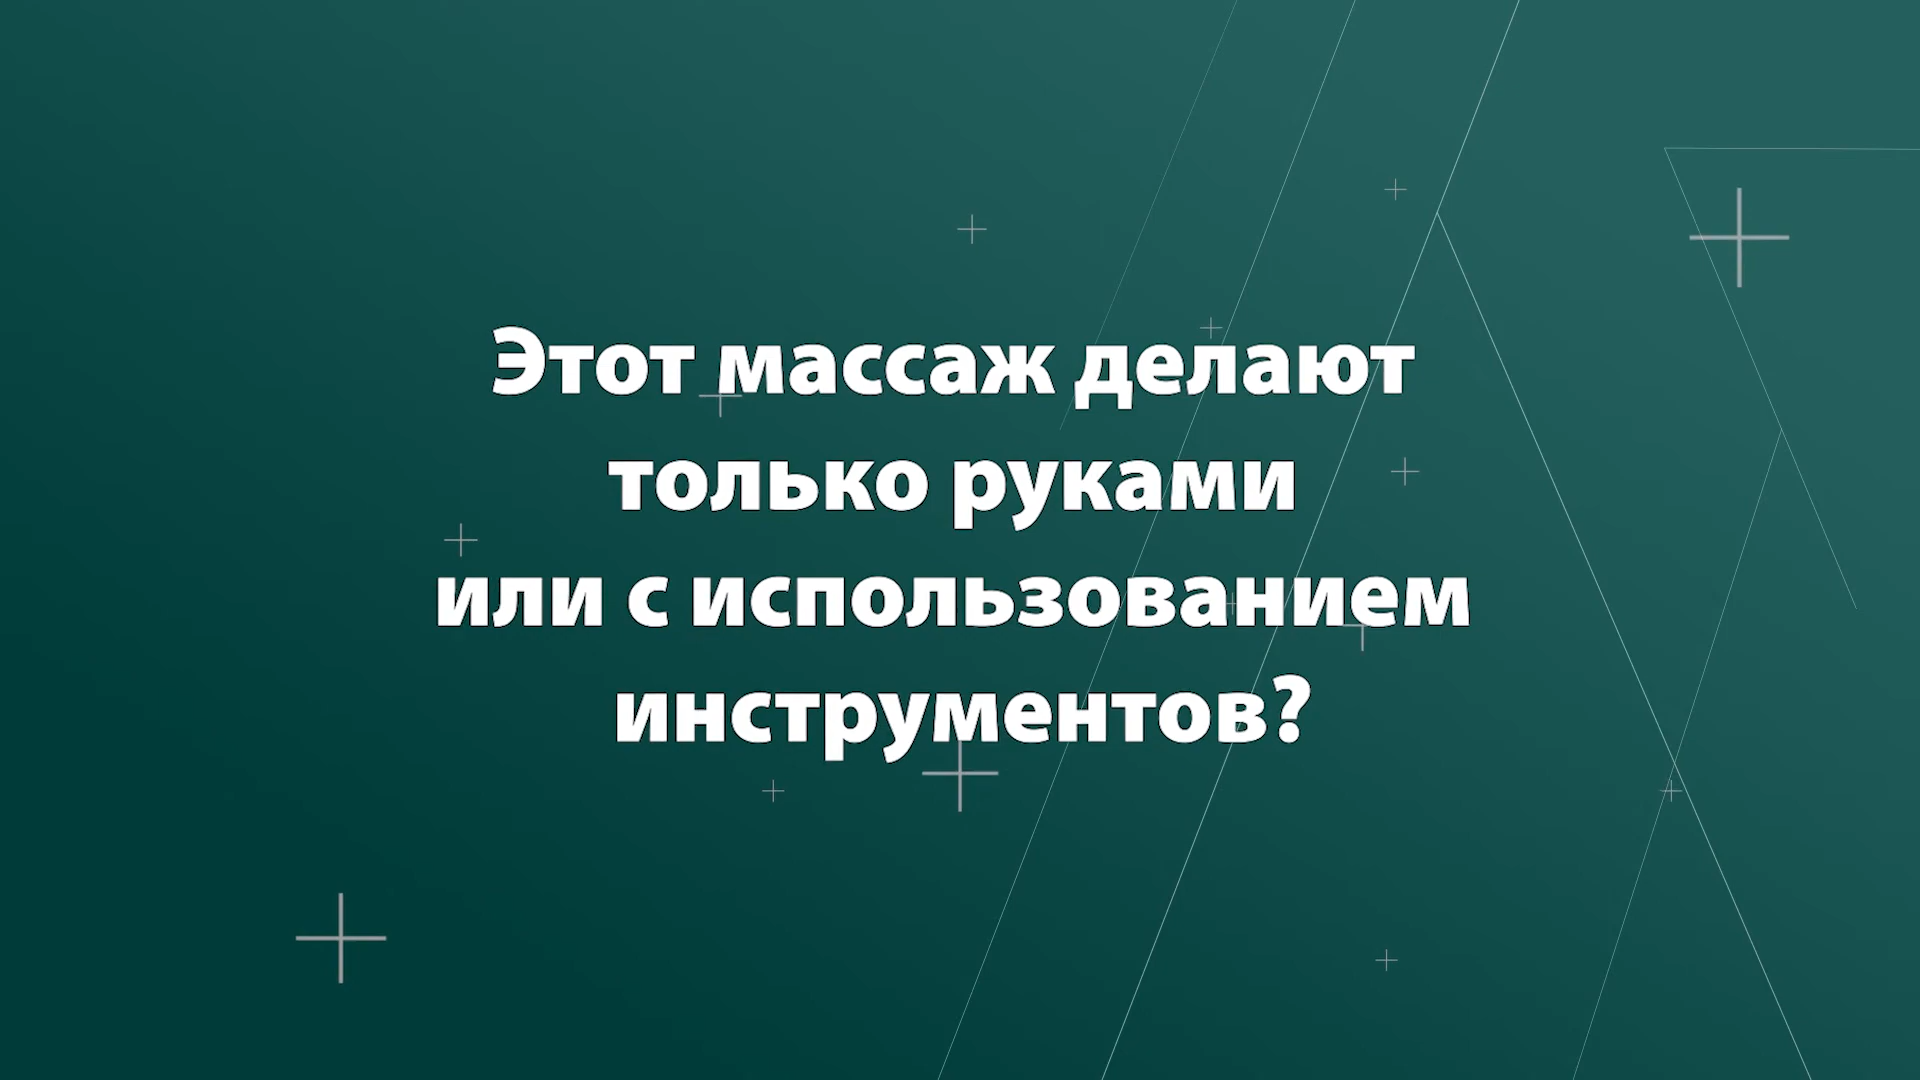 Этот массаж делают
только руками
или с использованием
инструментов?